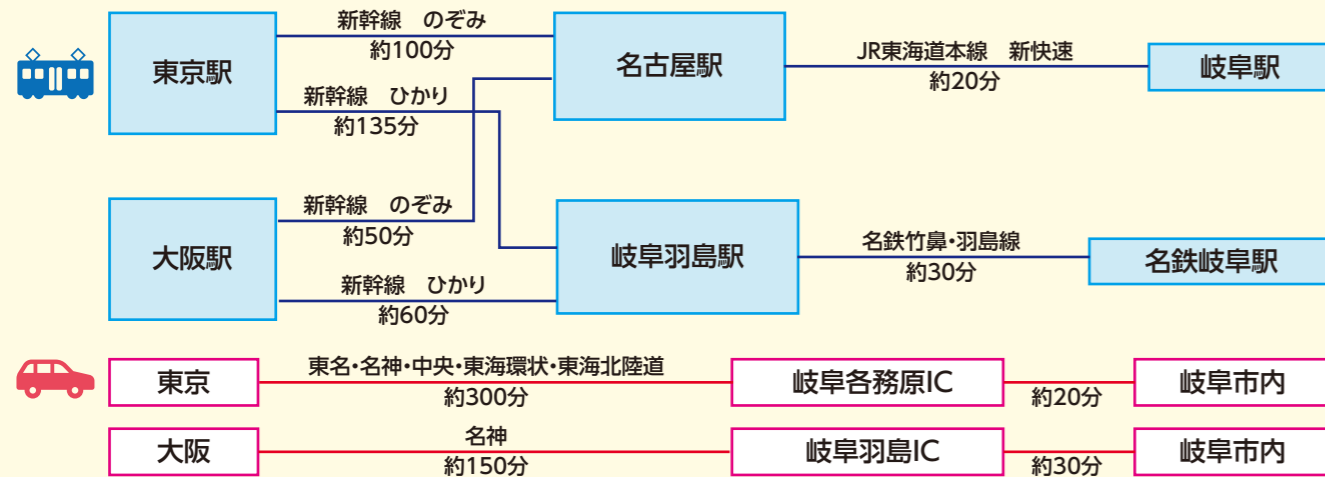 新幹線　のぞみ
約100分
東京駅
名古屋駅
JR東海道本線　新快速
約20分
岐阜駅
新幹線　ひかり
約135分
新幹線　のぞみ
約50分
大阪駅
岐阜羽島駅
名鉄竹鼻・羽島線
約30分
名鉄岐阜駅
新幹線　ひかり
約60分
東京
東名・名神・中央・東海環状・東海北陸道
約300分
岐阜各務原IC
約20分
岐阜市内
大阪
名神
約150分
岐阜羽島IC
約30分
岐阜市内